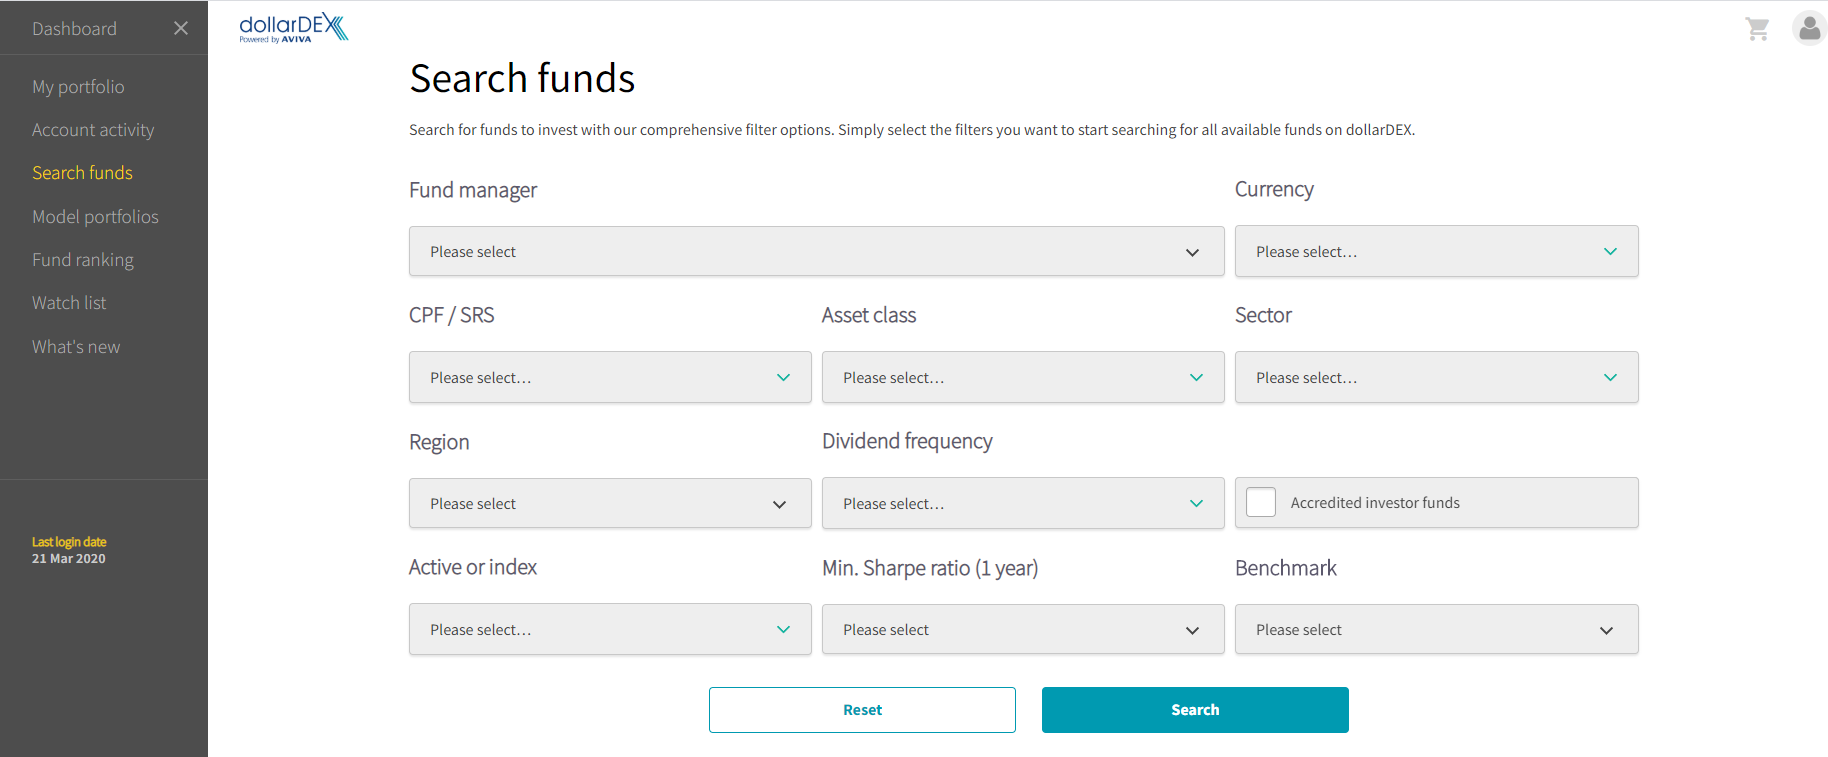 Dashboard
My portfolio
Account activity
Search funds
Model portfolios
Fund ranking
Watch list
What's new
Last login date
21 Mar 2020
dollarDEX
Powered by AVIVA
Search funds
Search for funds to invest with our comprehensive filter options. Simply select the filters you want to start searching for all available funds on dollarDEX.
Fund manager
Currency
Please select
Please select...
CPF / SRS
Asset class
Sector
Please select...
Please select...
Please select...
Region
Dividend frequency
Please select
Please select...
Accredited investor funds
Active or index
Min. Sharpe ratio (1 year)
Benchmark
Please select...
Please select
Please select
Reset
Search